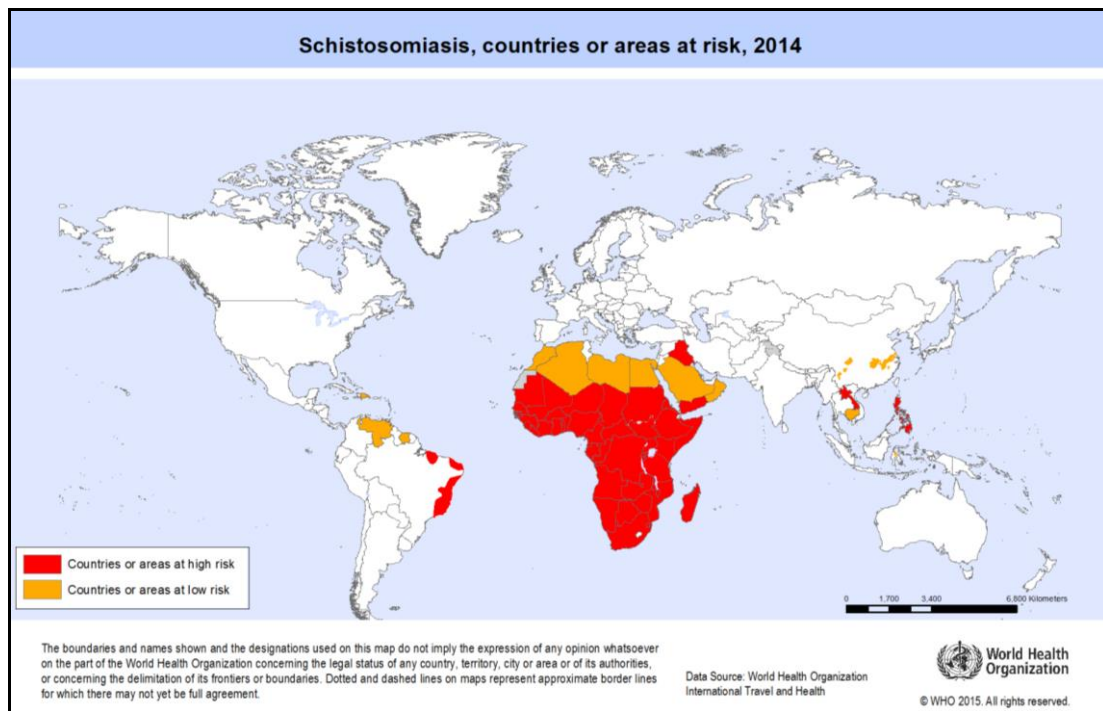 Schistosomiasis, countries or areas at risk, 2014
Countries or areas at high risk
Countries or areas at low risk
0 1,700 3,400 6,800 Kilometers
The boundaries and names shown and the designations used on this map do not imply the expression of any opinion whatsoever
on the part of the World Health Organization concerning the legal status of any country, territory, city or area or of its authorities,
or concerning the delimitation of its frontiers or boundaries. Dotted and dashed lines on maps represent approximate border lines
for which there may not yet be full agreement.
Data Source: World Health Organization
International Travel and Health
World Health
Organization
© WHO 2015. All rights reserved.